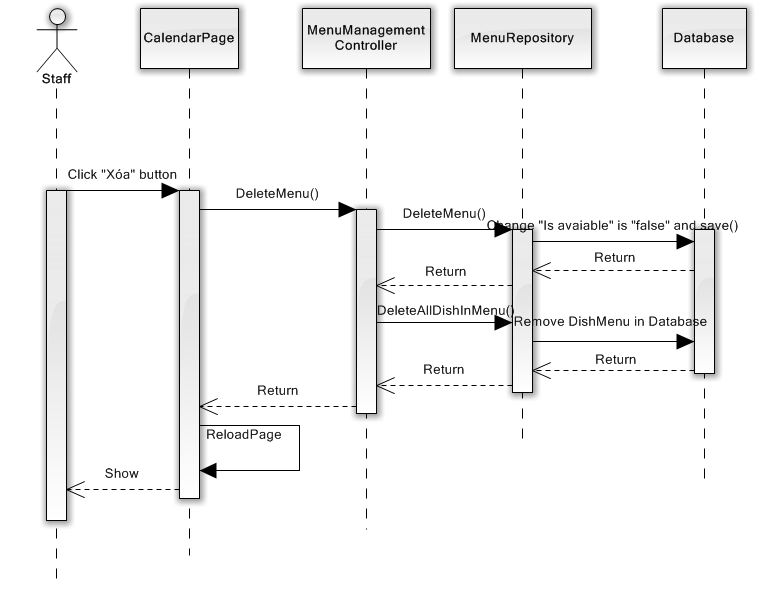 Staff
CalendarPage
MenuManagement
Controller
MenuRepository
Database
Click "Xóa" button
DeleteMenu()
DeleteMenu()
Change "Is avaiable" is "false" and save()
Return
Return
DeleteAllDishInMenu()
Remove DishMenu in Database
Return
Return
Return
ReloadPage
Show